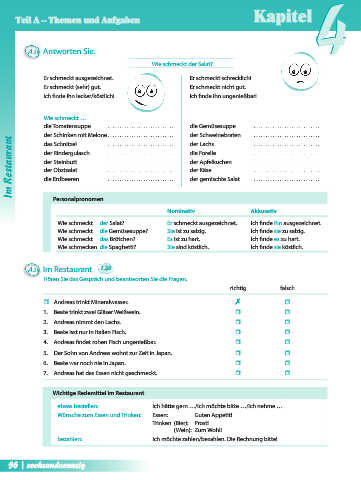 Teil A – Themen und Aufgaben
Kapitel 4
Antworten Sie.
Wie schmeckt der Salat?
Er schmeckt ausgezeichnet.
Er schmeckt (sehr) gut.
Ich finde ihn lecker/köstlich!
Er schmeckt schrecklich!
Er schmeckt nicht gut.
Ich finde ihn ungenießbar!
Wie schmeckt …
die Tomatensuppe
der Schinken mit Melone
das Schnitzel
der Rindergulasch
der Steinbutt
der Obstsalat
die Erdbeeren
die Gemüsesuppe
der Schweinebraten
der Lachs
die Forelle
der Apfelkuchen
der Käse
der gemischte Salat
Personalpronomen
Nominativ Akkusativ
Wie schmeckt der Salat? Er schmeckt ausgezeichnet. Ich finde ihn ausgezeichnet.
Wie schmeckt die Gemüsesuppe? Sie ist zu salzig. Ich finde sie zu salzig.
Wie schmeckt das Brötchen? Es ist zu hart. Ich finde es zu hart.
Wie schmecken die Spaghetti? Sie sind köstlich. Ich finde sie köstlich.
Im Restaurant
Im Restaurant
Hören Sie das Gespräch und beantworten Sie die Fragen.
richtig falsch
Andreas trinkt Mineralwasser. ✗
1. Beate trinkt zwei Gläser Weißwein.
2. Andreas nimmt den Lachs.
3. Beate isst nur in Italien Fisch.
4. Andreas findet rohen Fisch ungenießbar.
5. Der Sohn von Andreas wohnt zur Zeit in Japan.
6. Beate war noch nie in Japan.
7. Andreas hat das Essen nicht geschmeckt.
Wichtige Redemittel im Restaurant
etwas bestellen: Ich hätte gern …/Ich möchte bitte …/Ich nehme …
Wünsche zum Essen und Trinken: Essen: Guten Appetit!
Trinken (Bier): Prost!
(Wein): Zum Wohl!
bezahlen: Ich möchte zahlen/bezahlen. Die Rechnung bitte!
96 | sechsundneunzig